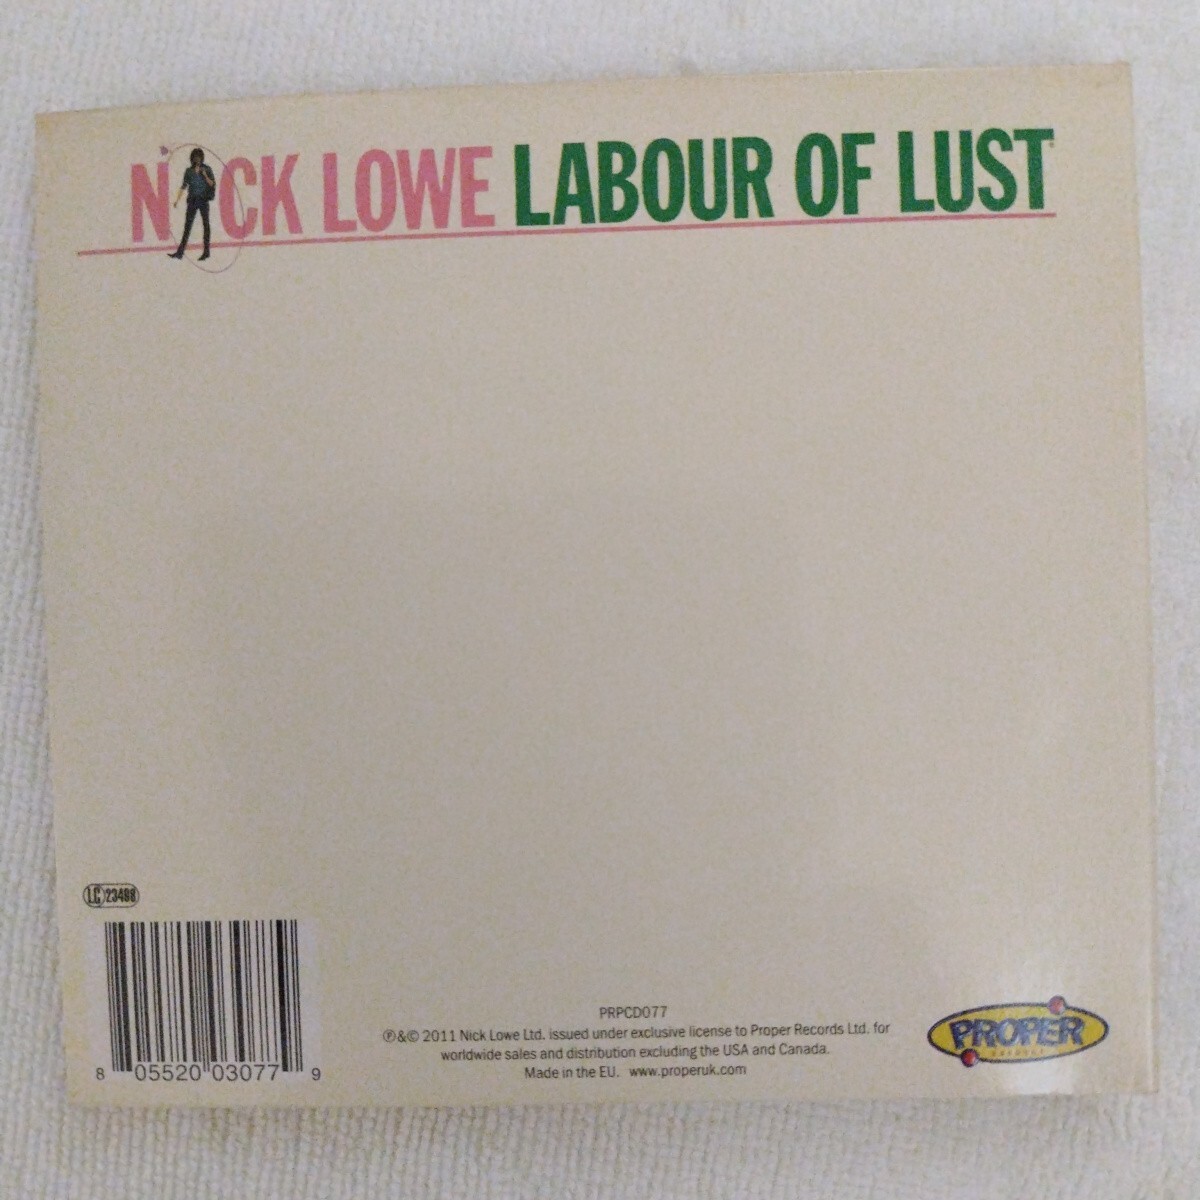 NICK LOWE LABOUR OF LUST
LC 23498
8 05520 03077 9
PRPCD077
℗&© 2011 Nick Lowe Ltd. issued under exclusive license to Proper Records Ltd. for
worldwide sales and distribution excluding the USA and Canada.
Made in the EU. www.properuk.com
PROPER
RECORDS